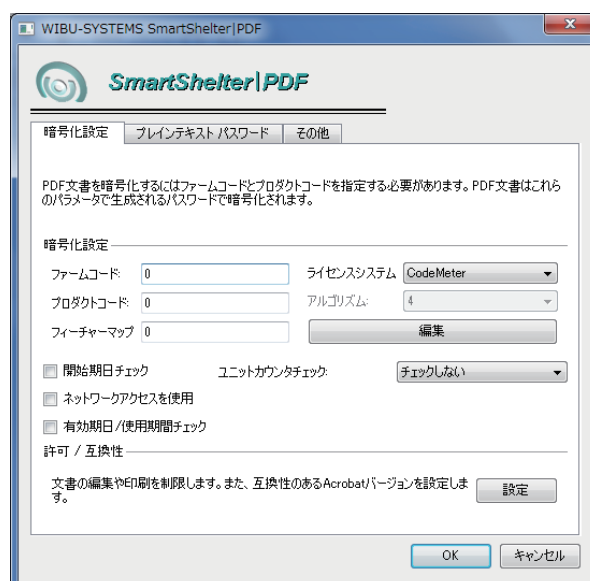 WIBU-SYSTEMS SmartShelter|PDF
SmartShelter|PDF
暗号化設定 プレインテキスト パスワード その他
PDF文書を暗号化するにはファームコードとプロダクトコードを指定する必要があります。PDF文書はこれら
のパラメータで生成されるパスワードで暗号化されます。
暗号化設定
ファームコード: 0 ライセンスシステム CodeMeter
プロダクトコード: 0 アルゴリズム: 4
フィーチャーマップ 0 編集
開始期日チェック ユニットカウンタチェック: チェックしない
ネットワークアクセスを使用
有効期日/使用期間チェック
許可 / 互換性
文書の編集や印刷を制限します。また、互換性のあるAcrobatバージョンを設定しま
す。 設定
OK キャンセル